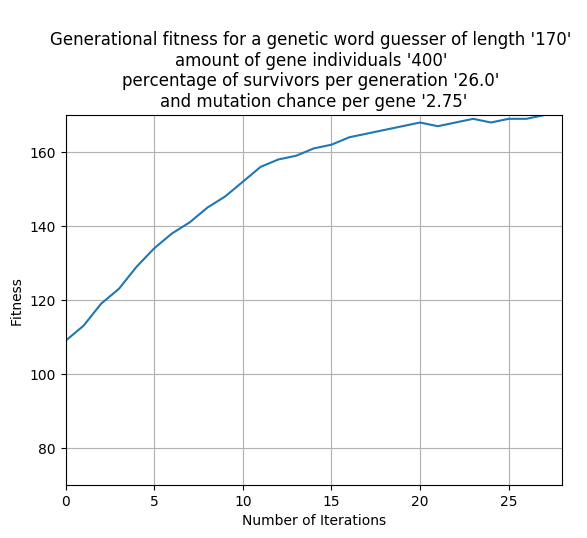 Generational fitness for a genetic word guesser of length '170'
amount of gene individuals '400'
percentage of survivors per generation '26.0'
and mutation chance per gene '2.75'
160
140
120
100
80
Fitness
0 5 10 15 20 25
Number of Iterations